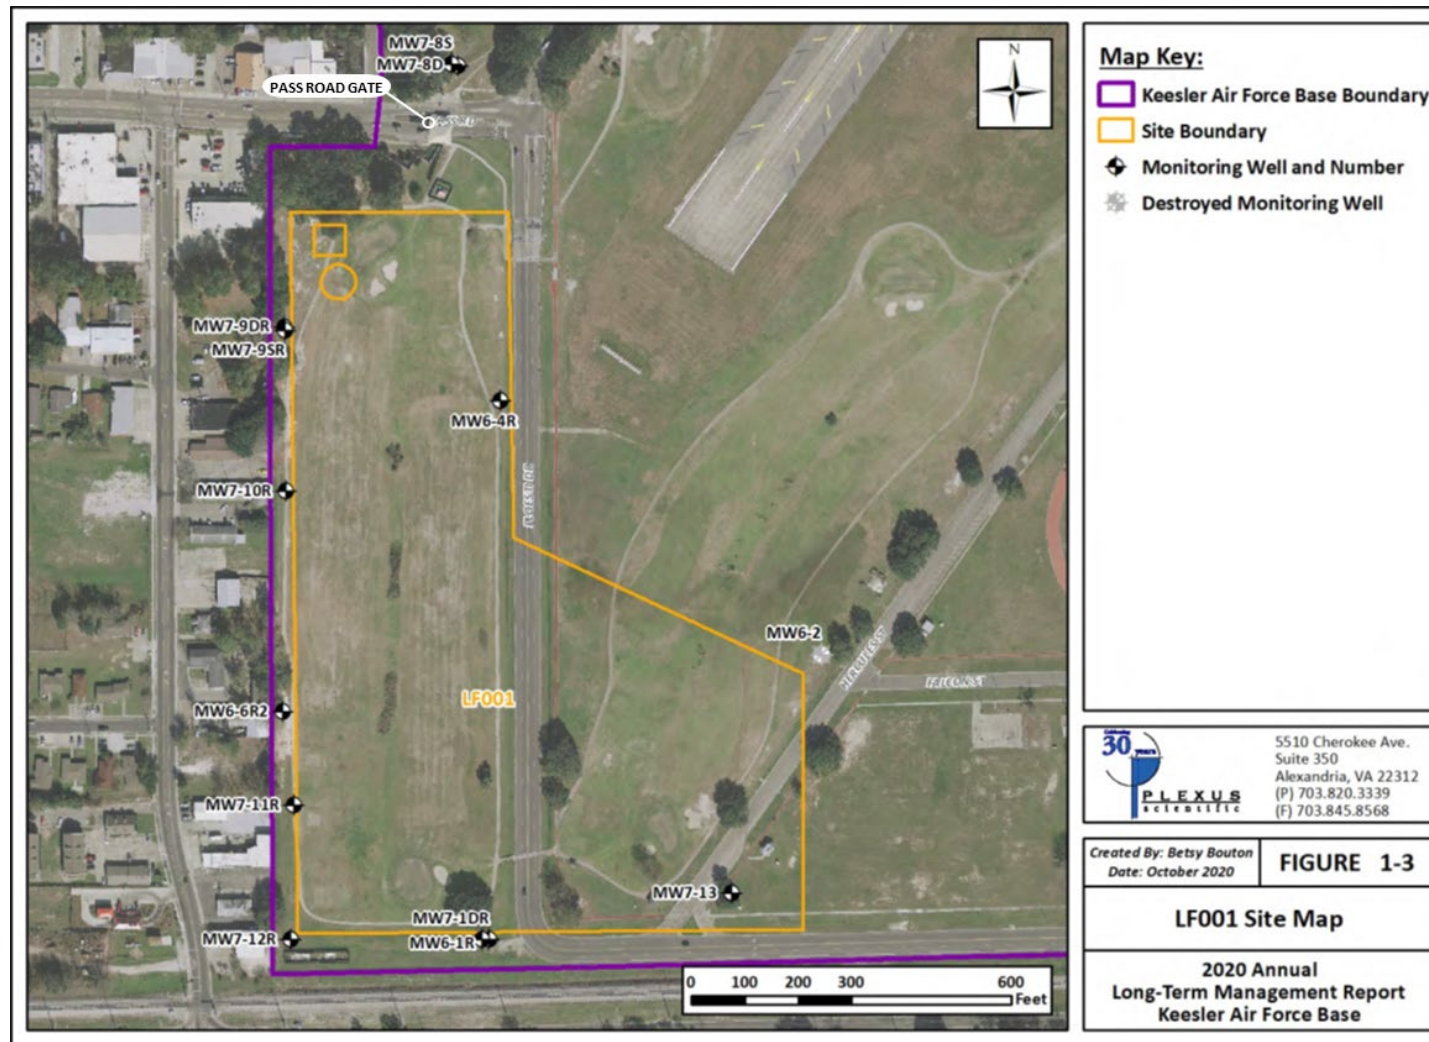 MW7-8S
MW7-8D
PASS ROAD GATE
N
MW7-9DR
MW7-9SR
MW6-4R
MW7-10R
MW6-2
HERCULES ST
FALCON ST
LF001
MW6-6R2
MW7-11R
MW7-13
MW7-1DR
MW7-12R
MW6-1R
0 100 200 300 600
Feet
Map Key:
Keesler Air Force Base Boundary
Site Boundary
Monitoring Well and Number
Destroyed Monitoring Well
30 years
PLEXUS
scientific
5510 Cherokee Ave.
Suite 350
Alexandria, VA 22312
(P) 703.820.3339
(F) 703.845.8568
Created By: Betsy Bouton
Date: October 2020
FIGURE 1-3
LF001 Site Map
2020 Annual
Long-Term Management Report
Keesler Air Force Base